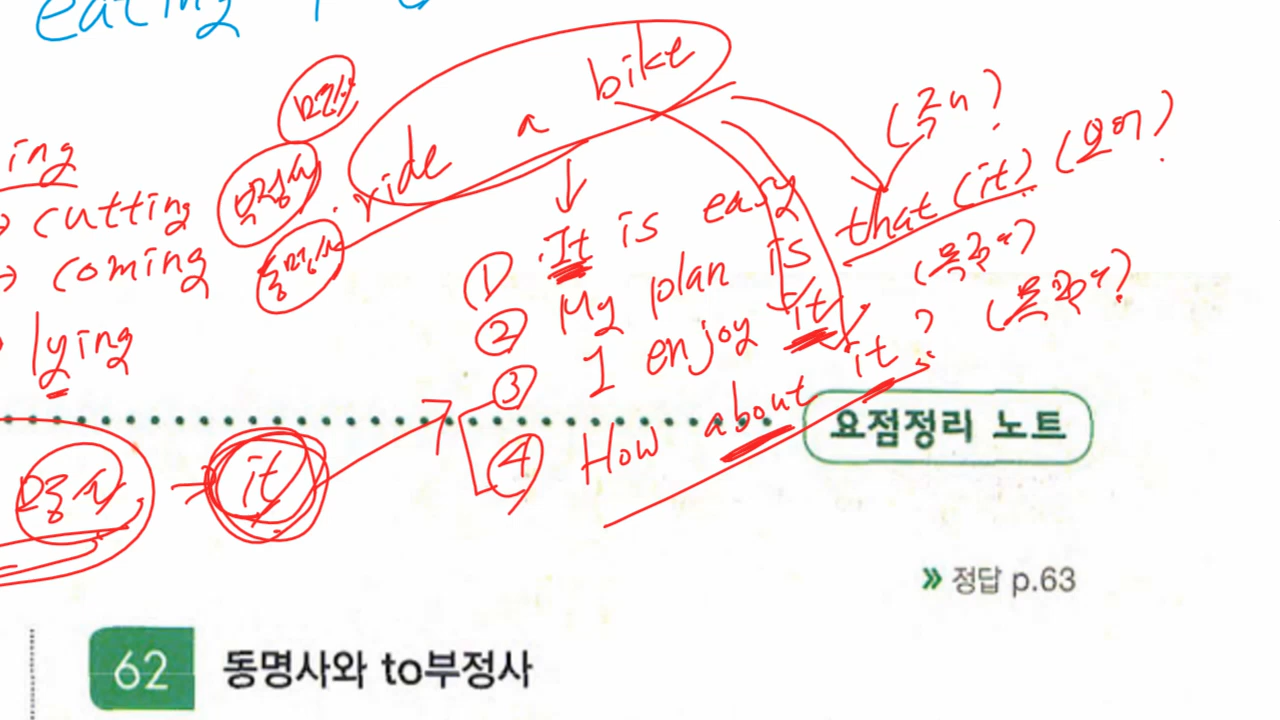 eating
ing
cutting
coming
lying
부정사
동명사
ride a bike
① It is easy (주어?)
② My plan is that (it) (보어?)
③ I enjoy it (목적어?)
④ How about it? (목적어?)
명사 → it
요점정리 노트
» 정답 p.63
62 동명사와 to부정사